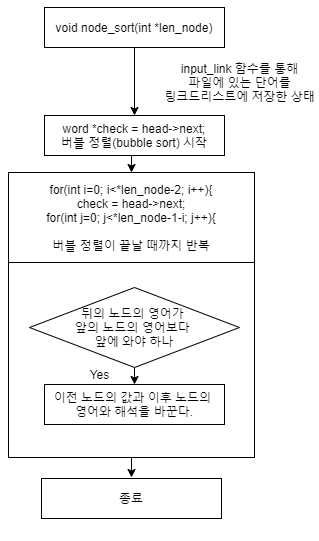 void node_sort(int *len_node)
input_link 함수를 통해
파일에 있는 단어를
링크드리스트에 저장한 상태
word *check = head->next;
버블 정렬(bubble sort) 시작
for(int i=0; i<*len_node-2; i++){
check = head->next;
for(int j=0; j<*len_node-1-i; j++){
버블 정렬이 끝날 때까지 반복
뒤의 노드의 영어가
앞의 노드의 영어보다
앞에 와야 하나
Yes
이전 노드의 값과 이후 노드의
영어와 해석을 바꾼다.
종료